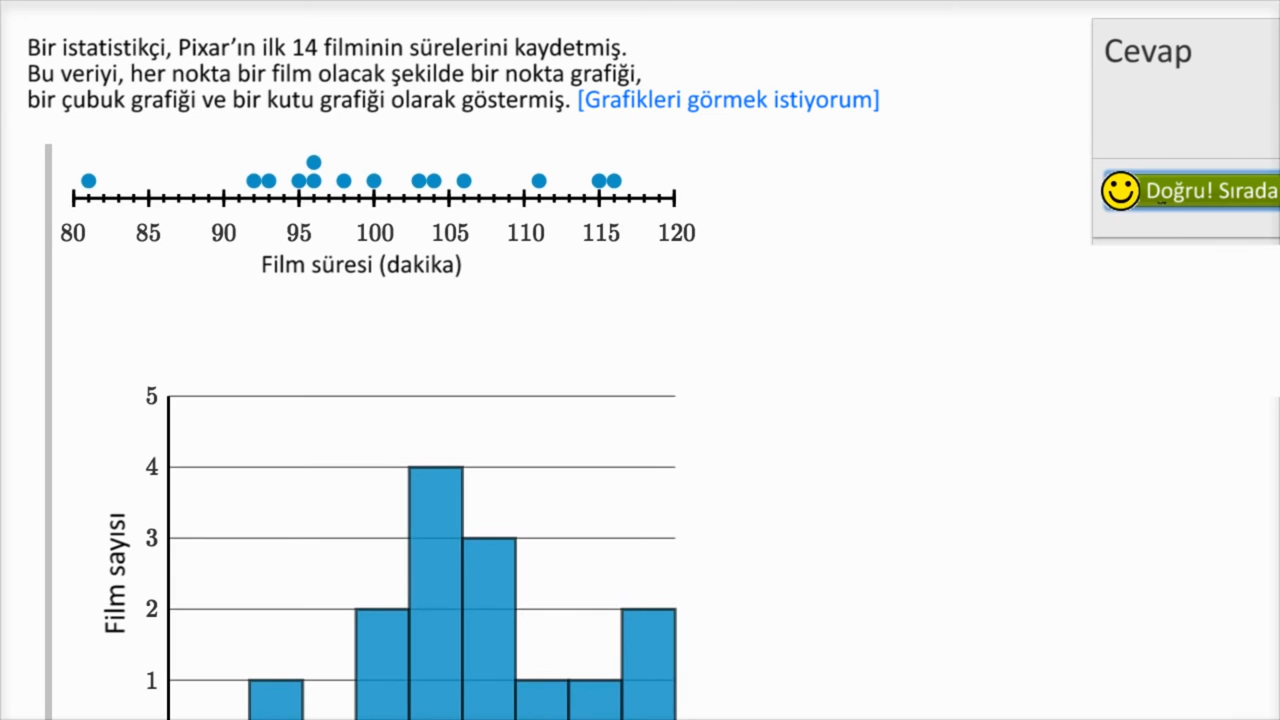 Bir istatistikçi, Pixar’ın ilk 14 filminin sürelerini kaydetmiş.
Bu veriyi, her nokta bir film olacak şekilde bir nokta grafiği,
bir çubuk grafiği ve bir kutu grafiği olarak göstermiş. [Grafikleri görmek istiyorum]
Cevap
Doğru! Sırada
80 85 90 95 100 105 110 115 120
Film süresi (dakika)
5
4
3
2
1
Film sayısı